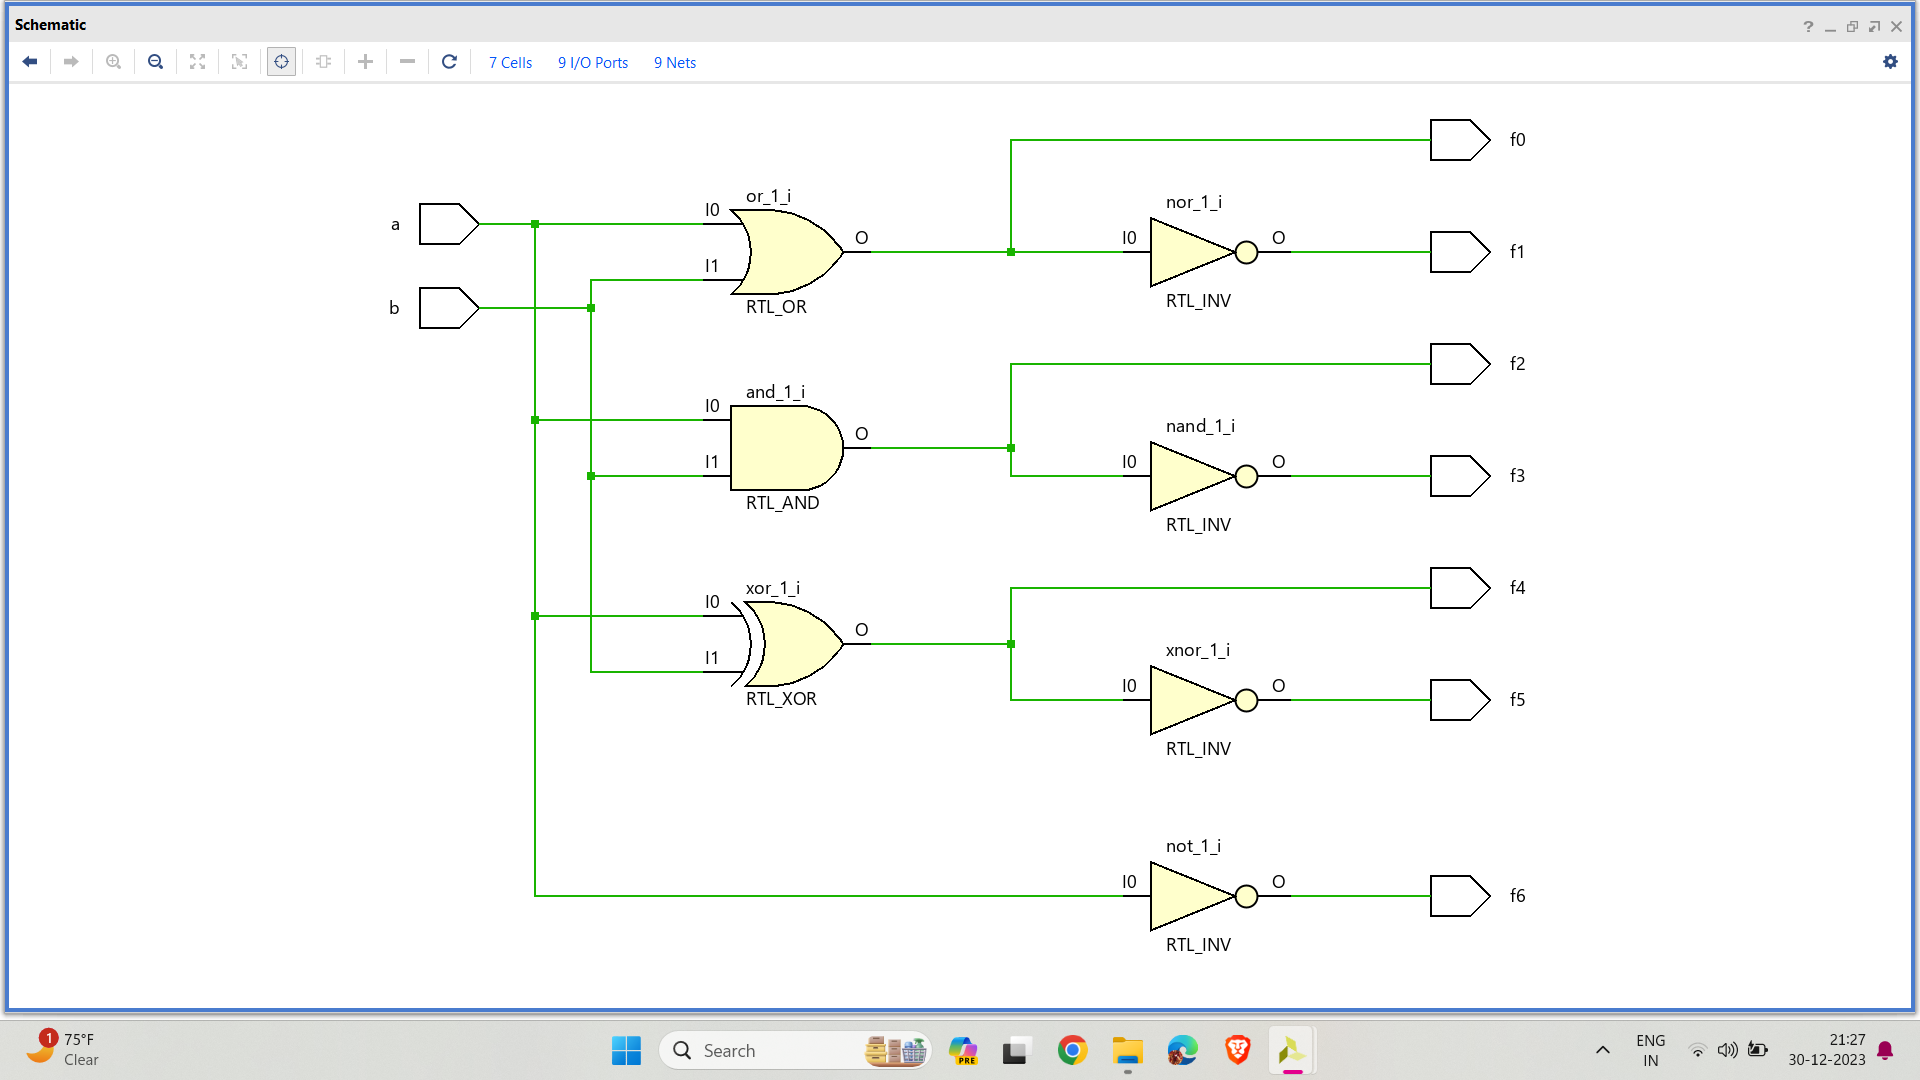 Schematic
?
7 Cells 9 I/O Ports 9 Nets
f0
or_1_i
nor_1_i
a
I0
I1
O
RTL_OR
I0
O
RTL_INV
f1
b
f2
and_1_i
nand_1_i
I0
I1
O
RTL_AND
I0
O
RTL_INV
f3
f4
xor_1_i
xnor_1_i
I0
I1
O
RTL_XOR
I0
O
RTL_INV
f5
not_1_i
I0
O
RTL_INV
f6
1
75°F
Clear
Search
PRE
ENG
IN
21:27
30-12-2023